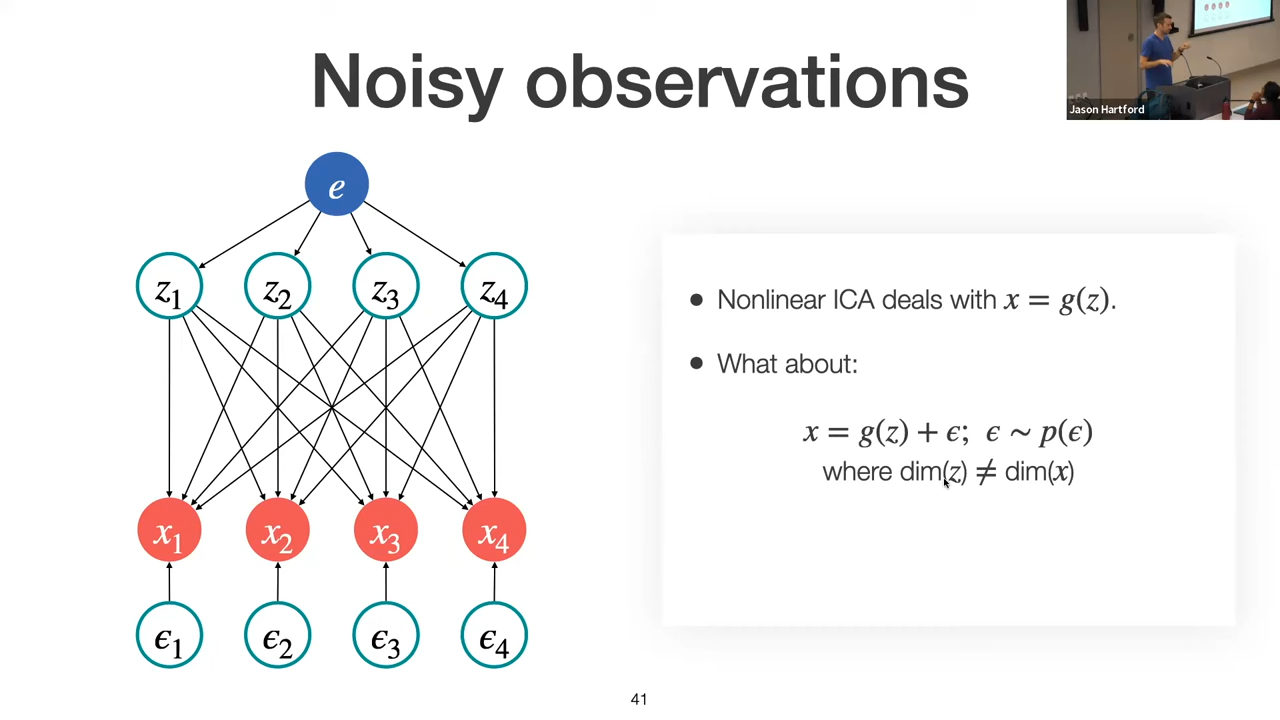 Noisy observations
Jason Hartford
e
z1 z2 z3 z4
x1 x2 x3 x4
ϵ1 ϵ2 ϵ3 ϵ4
• Nonlinear ICA deals with x = g(z).
• What about:
x = g(z) + ϵ; ϵ ∼ p(ϵ)
where dim(z) ≠ dim(x)
41